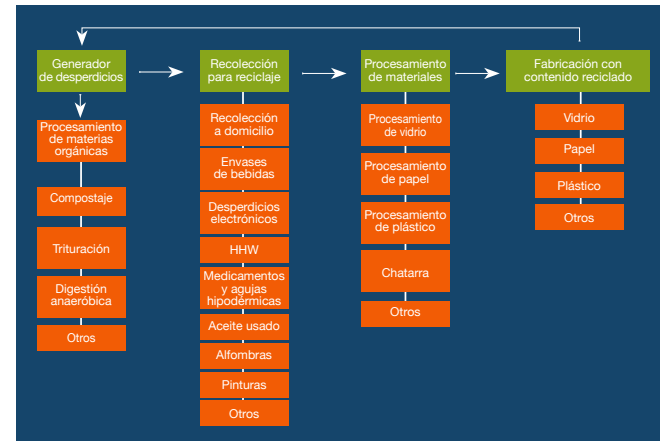 Generador
de desperdicios
Recolección
para reciclaje
Procesamiento
de materiales
Fabricación con
contenido reciclado
Procesamiento
de materias
orgánicas
Compostaje
Trituración
Digestión
anaeróbica
Otros
Recolección
a domicilio
Envases
de bebidas
Desperdicios
electrónicos
HHW
Medicamentos
y agujas
hipodérmicas
Aceite usado
Alfombras
Pinturas
Otros
Procesamiento
de vidrio
Procesamiento
de papel
Procesamiento
de plástico
Chatarra
Otros
Vidrio
Papel
Plástico
Otros